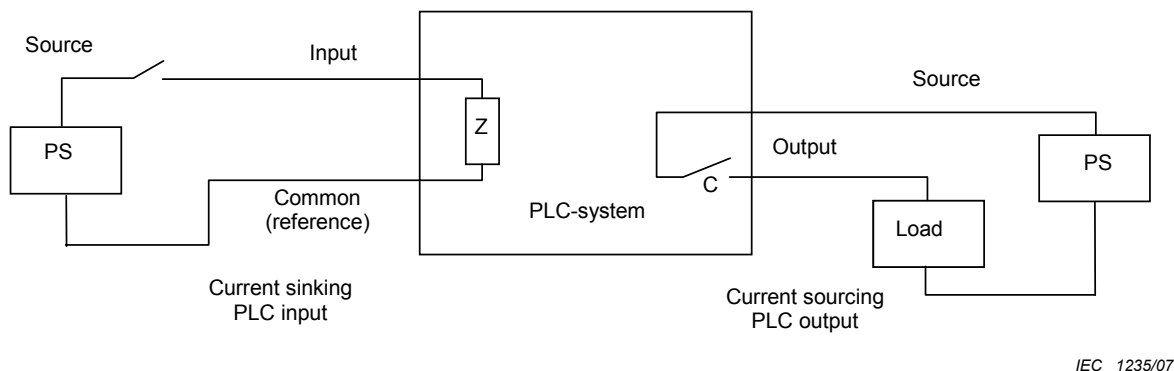 Source
Input
Z
PS
Common
(reference)
Current sinking
PLC input
PLC-system
C
Source
Output
PS
Load
Current sourcing
PLC output
IEC 1235/07